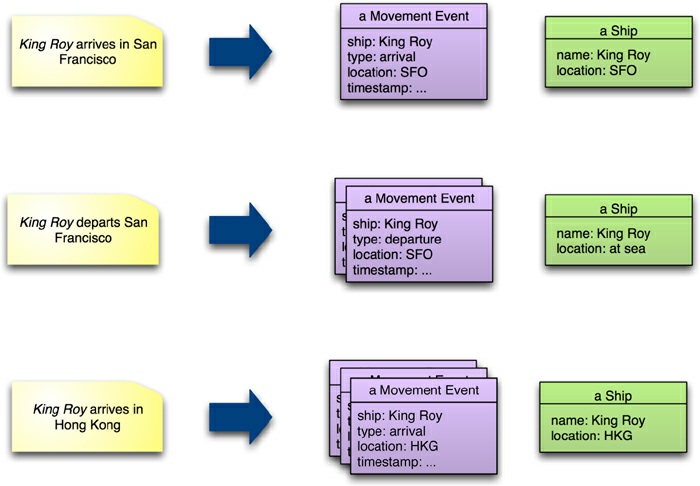 King Roy arrives in San
Francisco
a Movement Event
ship: King Roy
type: arrival
location: SFO
timestamp: ...
a Ship
name: King Roy
location: SFO
King Roy departs San
Francisco
a Movement Event
ship: King Roy
type: departure
location: SFO
timestamp: ...
a Ship
name: King Roy
location: at sea
King Roy arrives in
Hong Kong
a Movement Event
ship: King Roy
type: arrival
location: HKG
timestamp: ...
a Ship
name: King Roy
location: HKG